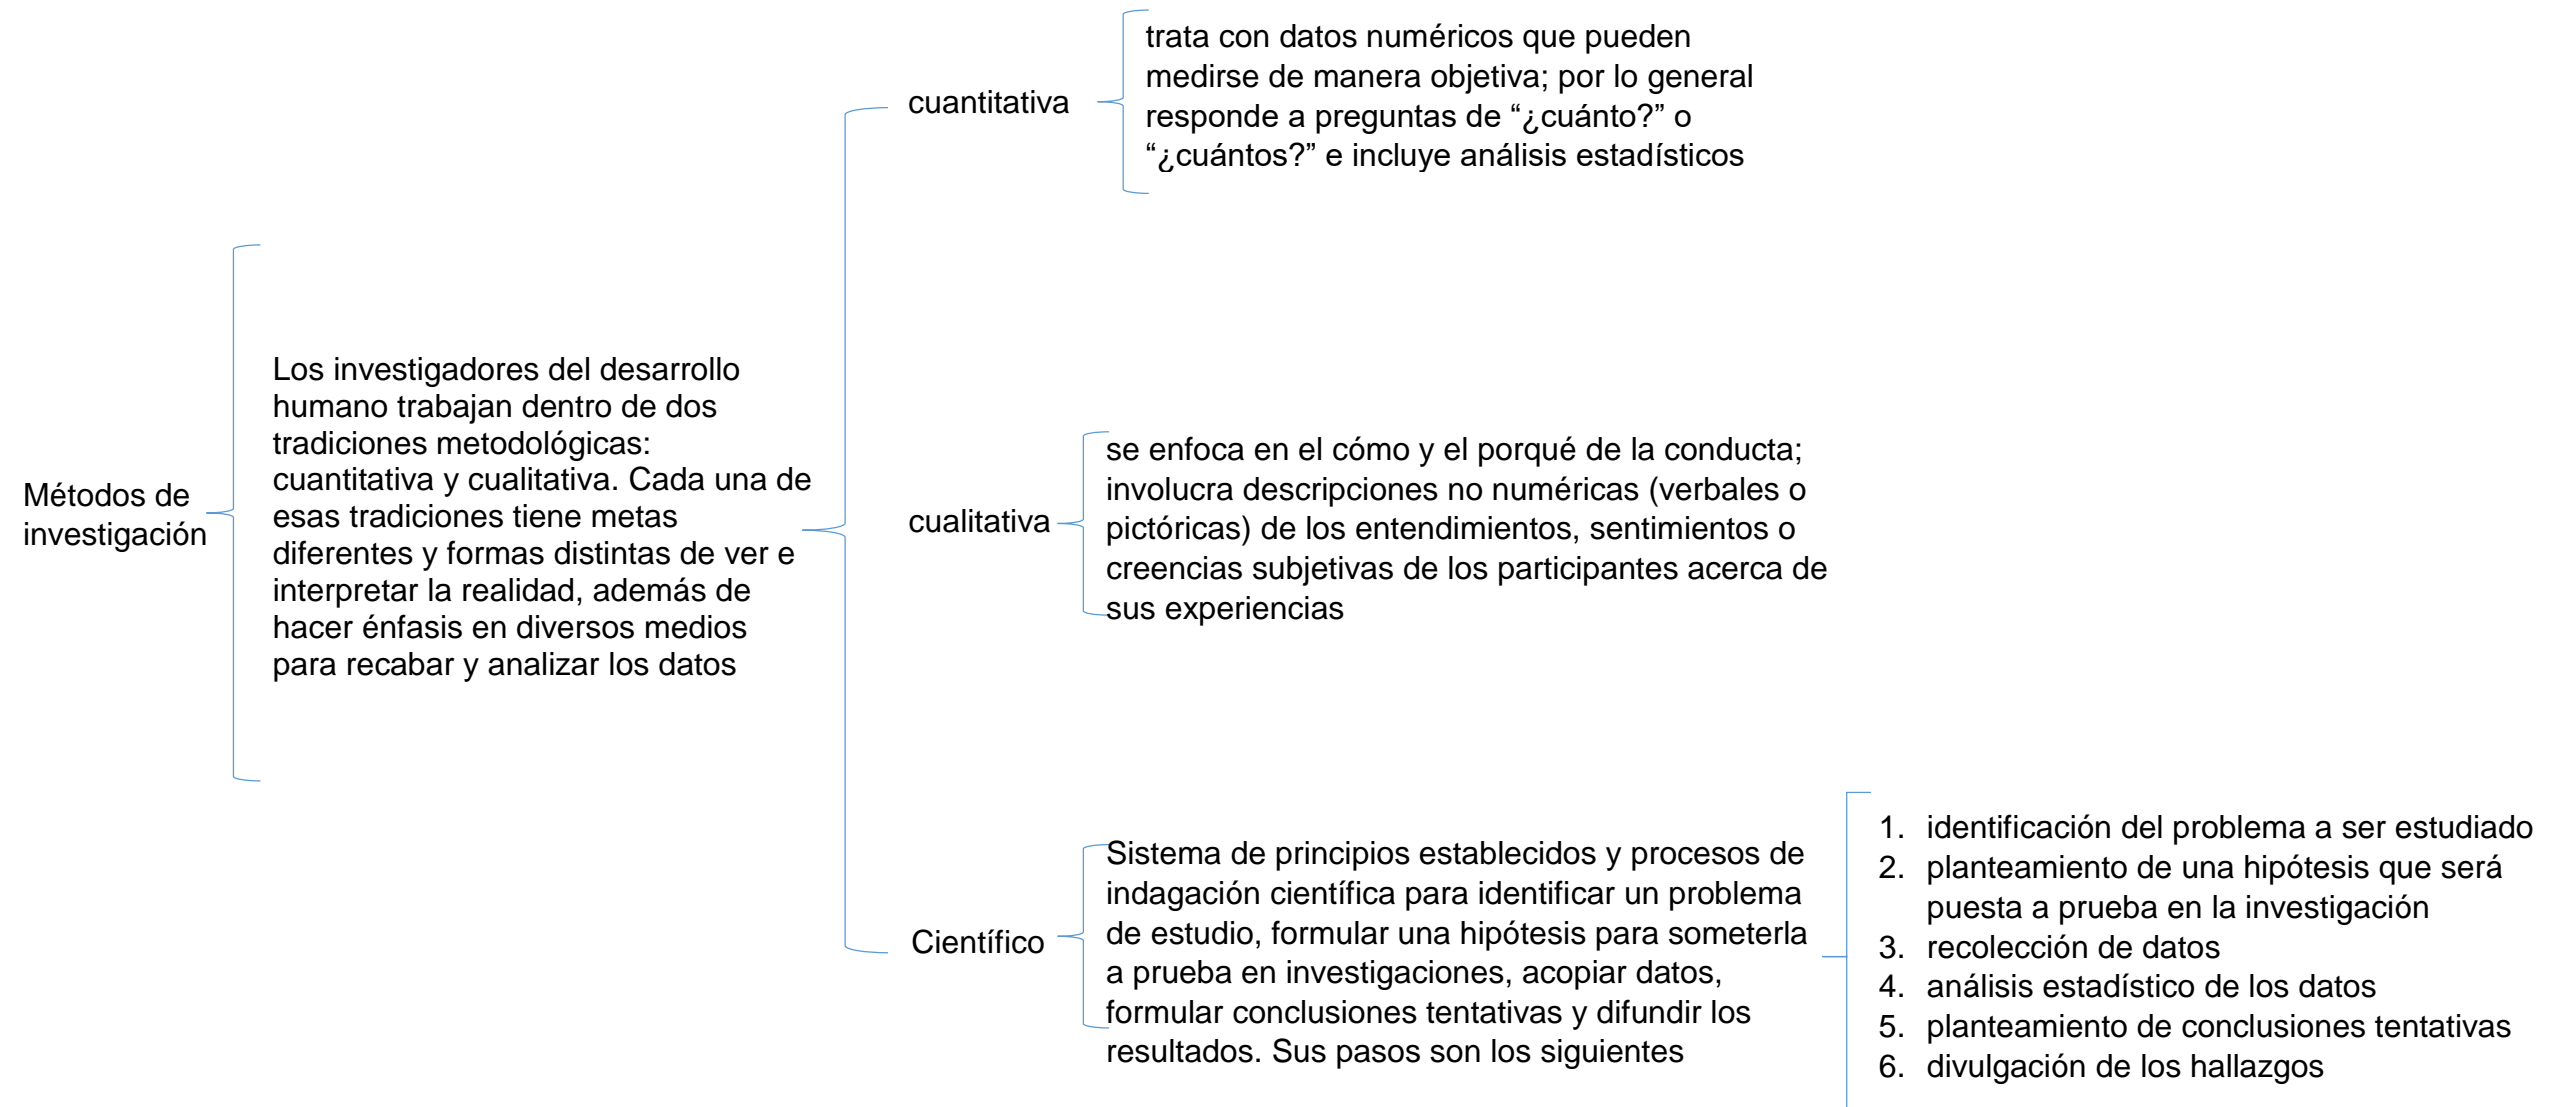 Métodos de
investigación
Los investigadores del desarrollo
humano trabajan dentro de dos
tradiciones metodológicas:
cuantitativa y cualitativa. Cada una de
esas tradiciones tiene metas
diferentes y formas distintas de ver e
interpretar la realidad, además de
hacer énfasis en diversos medios
para recabar y analizar los datos
cuantitativa
trata con datos numéricos que pueden
medirse de manera objetiva; por lo general
responde a preguntas de “¿cuánto?” o
“¿cuántos?” e incluye análisis estadísticos
cualitativa
se enfoca en el cómo y el porqué de la conducta;
involucra descripciones no numéricas (verbales o
pictóricas) de los entendimientos, sentimientos o
creencias subjetivas de los participantes acerca de
sus experiencias
Científico
Sistema de principios establecidos y procesos de
indagación científica para identificar un problema
de estudio, formular una hipótesis para someterla
a prueba en investigaciones, acopiar datos,
formular conclusiones tentativas y difundir los
resultados. Sus pasos son los siguientes
1. identificación del problema a ser estudiado
2. planteamiento de una hipótesis que será
puesta a prueba en la investigación
3. recolección de datos
4. análisis estadístico de los datos
5. planteamiento de conclusiones tentativas
6. divulgación de los hallazgos